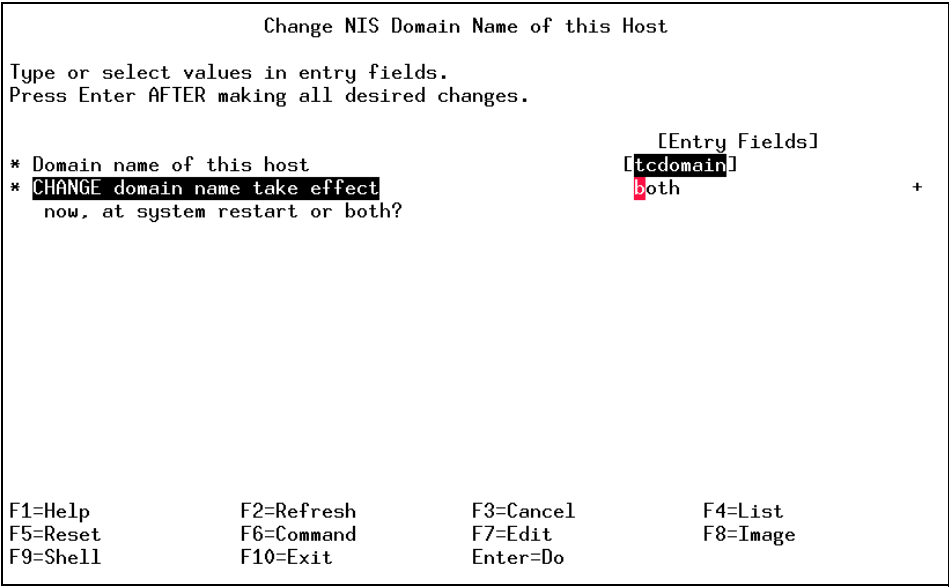 Change NIS Domain Name of this Host
Type or select values in entry fields.
Press Enter AFTER making all desired changes.
[Entry Fields]
* Domain name of this host [tcdomain]
* CHANGE domain name take effect both +
now, at system restart or both?
F1=Help F2=Refresh F3=Cancel F4=List
F5=Reset F6=Command F7=Edit F8=Image
F9=Shell F10=Exit Enter=Do